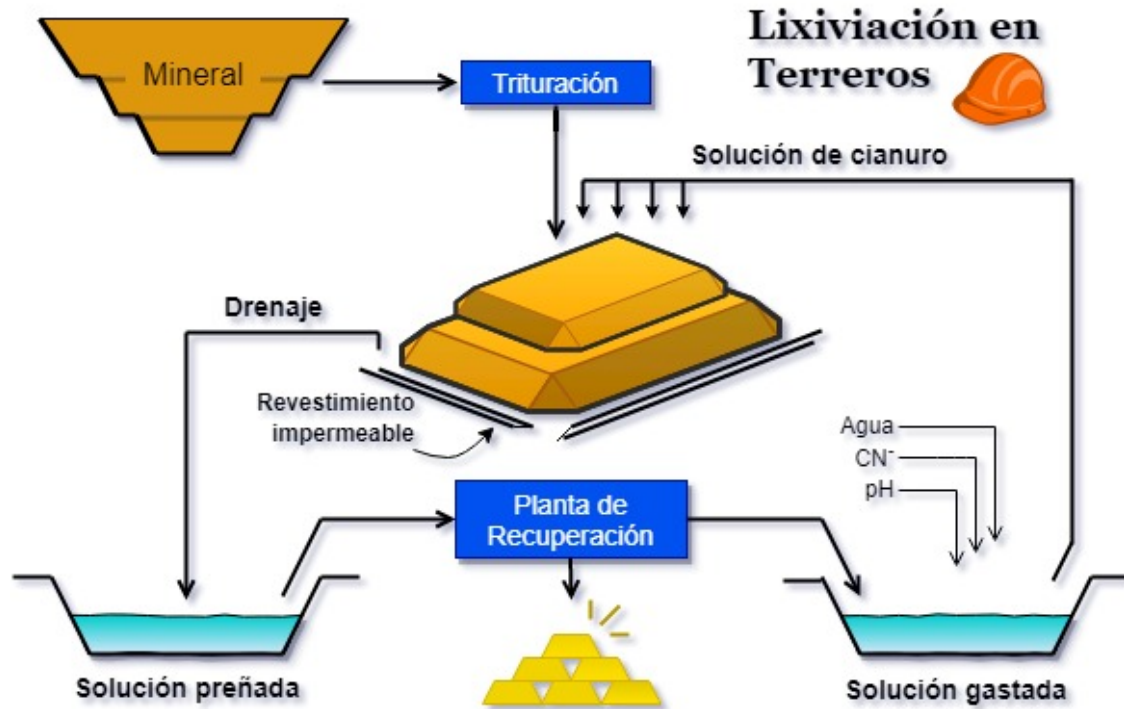 Lixiviación en
Terreros
Mineral
Trituración
Solución de cianuro
Drenaje
Revestimiento
impermeable
Agua
CN⁻
pH
Planta de
Recuperación
Solución preñada
Solución gastada